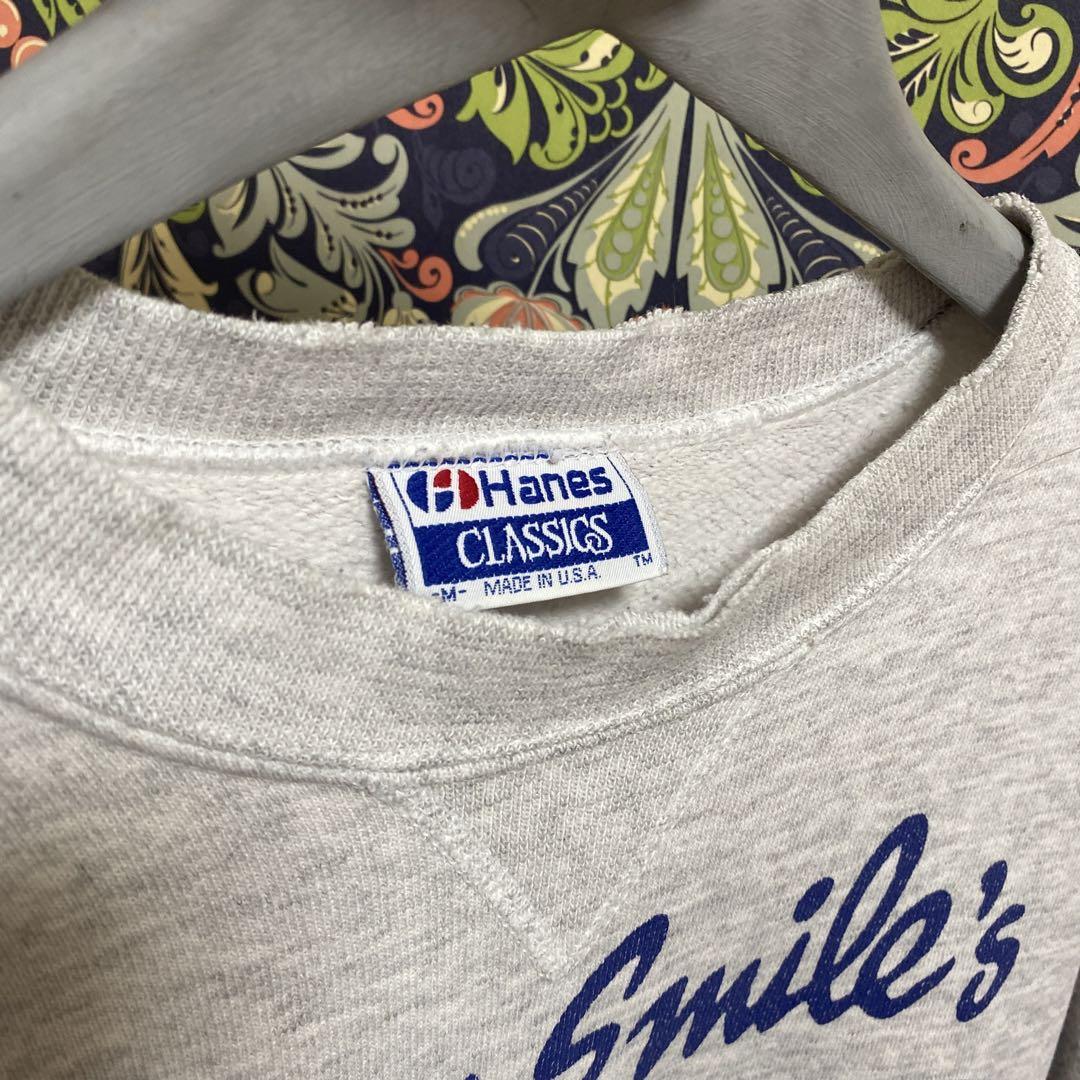 Hanes
CLASSICS
-M- MADE IN U.S.A. TM
Smile's